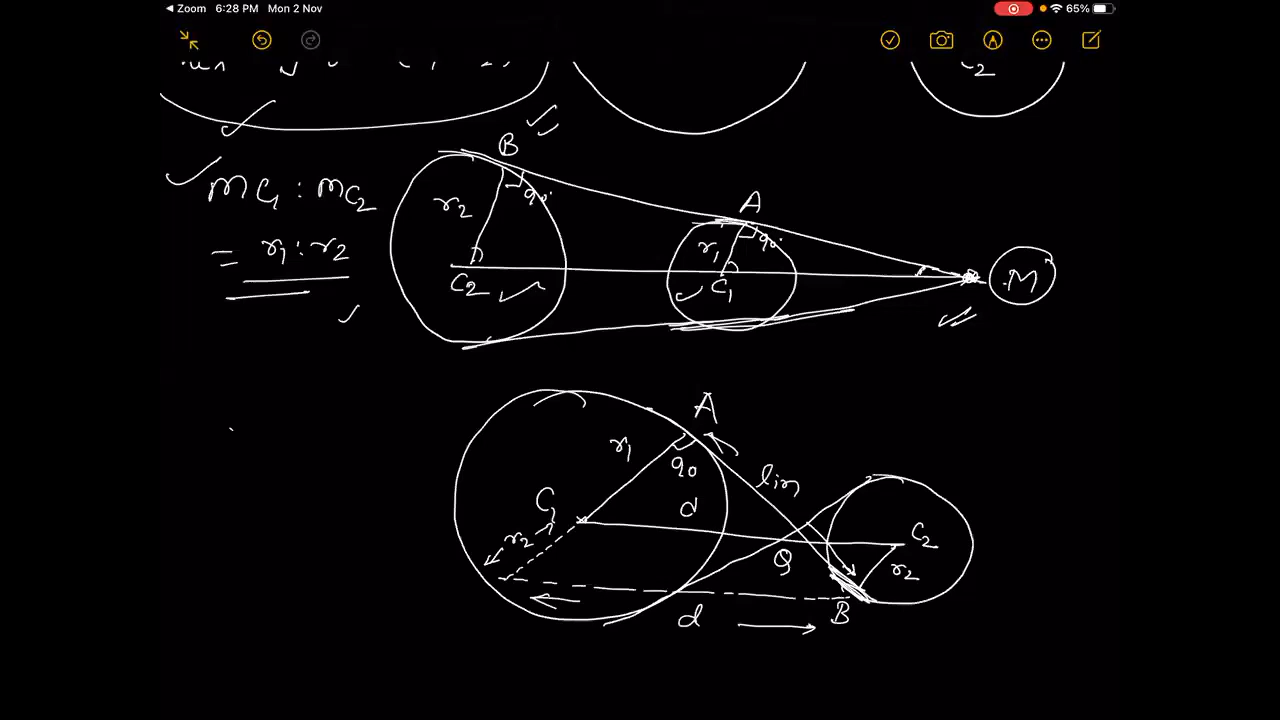 Zoom 6:28 PM Mon 2 Nov 65%
C2
B
MC1 : MC2
r2
90°
A
= r1 : r2
r1
90°
C2
C1
.M
A
r1
90
lin
C1
d
C2
r2
Q
r2
d
B